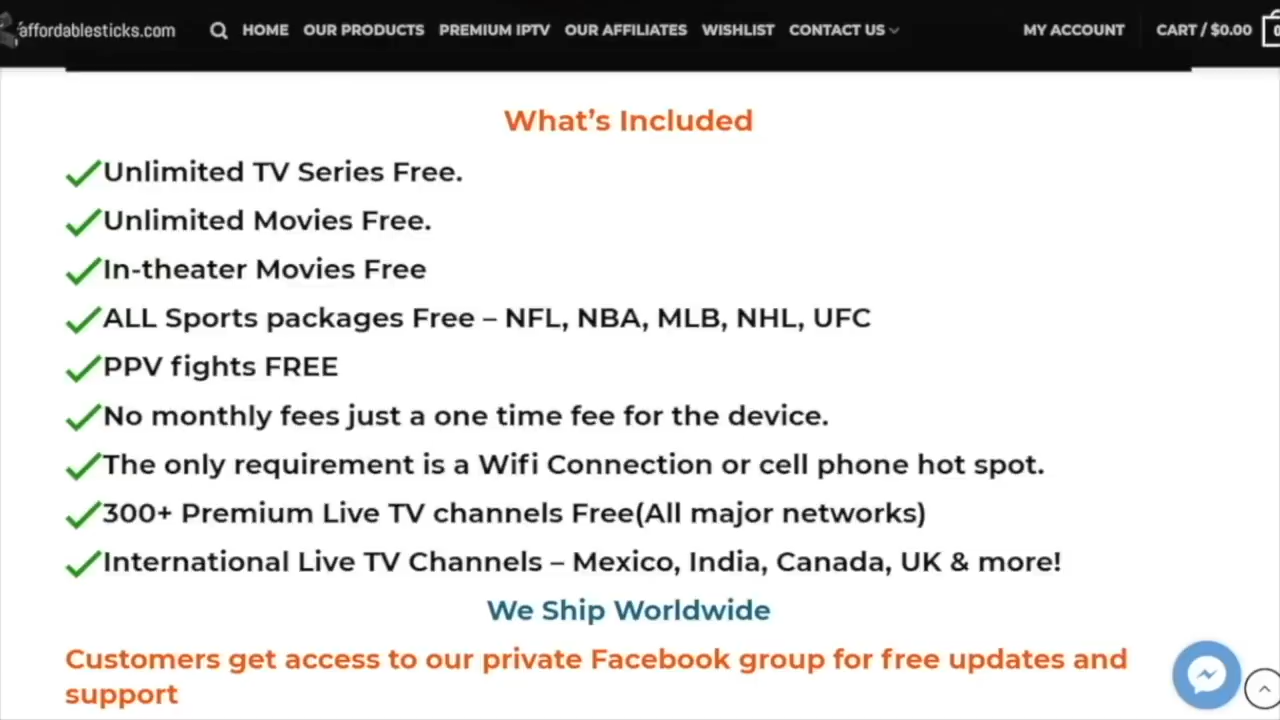 affordablesticks.com HOME OUR PRODUCTS PREMIUM IPTV OUR AFFILIATES WISHLIST CONTACT US MY ACCOUNT CART / $0.00 0
What's Included
Unlimited TV Series Free.
Unlimited Movies Free.
In-theater Movies Free
ALL Sports packages Free – NFL, NBA, MLB, NHL, UFC
PPV fights FREE
No monthly fees just a one time fee for the device.
The only requirement is a Wifi Connection or cell phone hot spot.
300+ Premium Live TV channels Free(All major networks)
International Live TV Channels – Mexico, India, Canada, UK & more!
We Ship Worldwide
Customers get access to our private Facebook group for free updates and
support